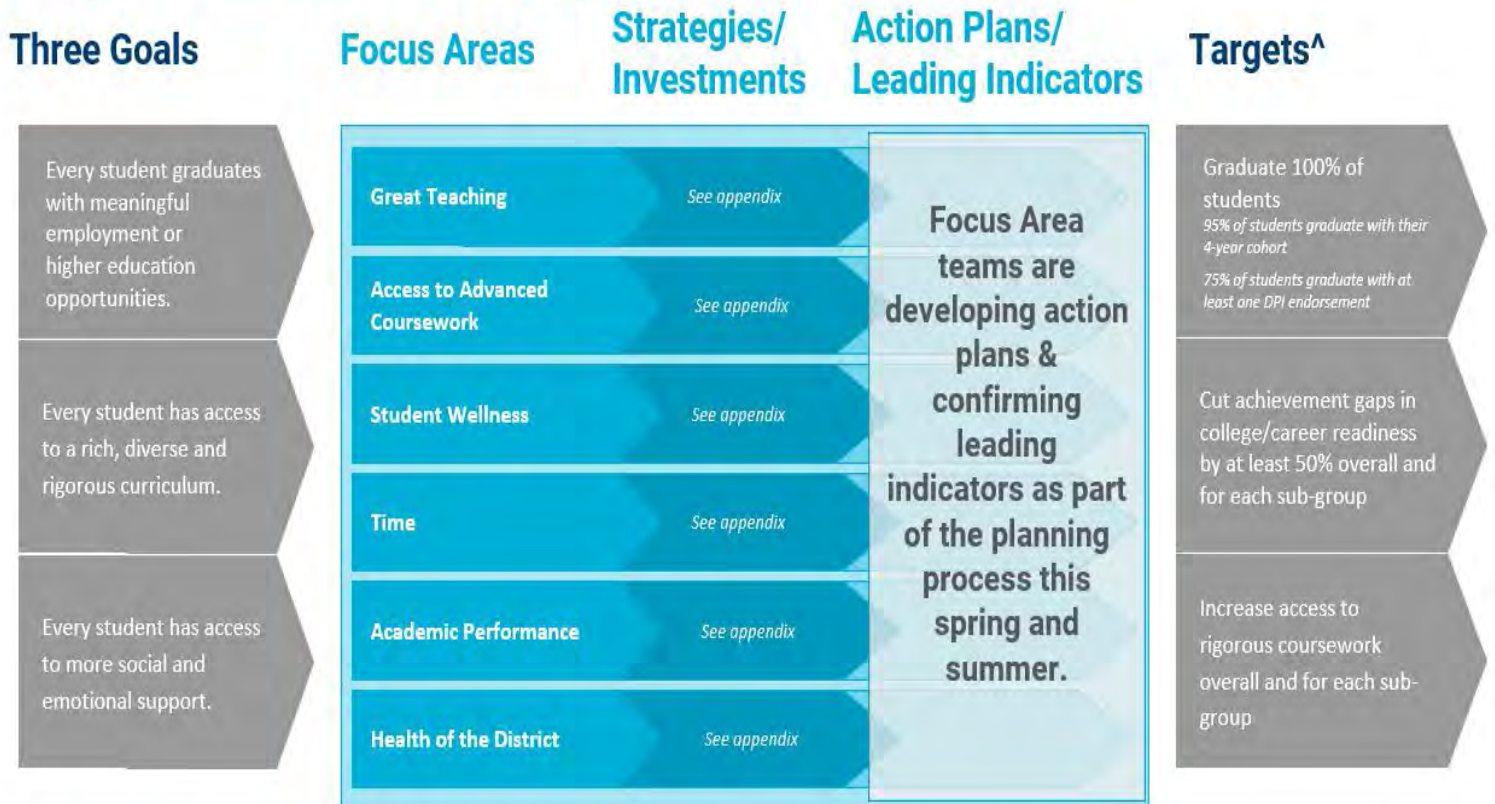 Three Goals
Focus Areas
Strategies/
Investments
Action Plans/
Leading Indicators
Targets^
Every student graduates
with meaningful
employment or
higher education
opportunities.
Every student has access
to a rich, diverse and
rigorous curriculum.
Every student has access
to more social and
emotional support.
Great Teaching
See appendix
Access to Advanced
Coursework
See appendix
Student Wellness
See appendix
Time
See appendix
Academic Performance
See appendix
Health of the District
See appendix
Focus Area
teams are
developing action
plans &
confirming
leading
indicators as part
of the planning
process this
spring and
summer.
Graduate 100% of
students
95% of students graduate with their
4-year cohort
75% of students graduate with at
least one DPI endorsement
Cut achievement gaps in
college/career readiness
by at least 50% overall and
for each sub-group
Increase access to
rigorous coursework
overall and for each sub-
group